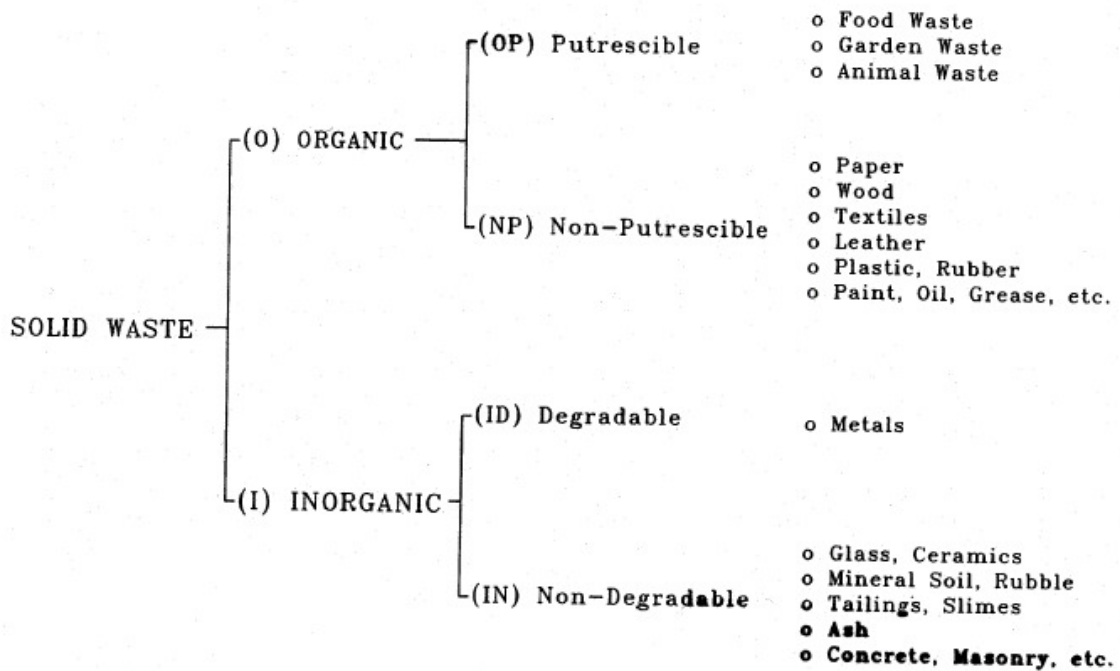 SOLID WASTE
(O) ORGANIC
(OP) Putrescible
o Food Waste
o Garden Waste
o Animal Waste
(NP) Non-Putrescible
o Paper
o Wood
o Textiles
o Leather
o Plastic, Rubber
o Paint, Oil, Grease, etc.
(I) INORGANIC
(ID) Degradable
o Metals
(IN) Non-Degradable
o Glass, Ceramics
o Mineral Soil, Rubble
o Tailings, Slimes
o Ash
o Concrete, Masonry, etc.